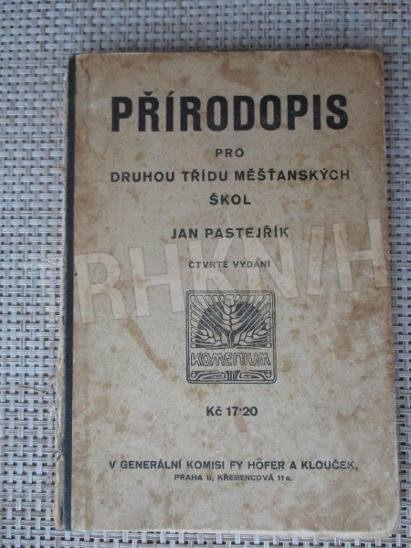 PŘÍRODOPIS
PRO
DRUHOU TŘÍDU MĚŠŤANSKÝCH
ŠKOL
JAN PASTEJŘÍK
ČTVRTÉ VYDÁNÍ
KOMENIUM
Kč 17·20
V GENERÁLNÍ KOMISI FY HÖFER A KLOUČEK,
PRAHA II, KŘEMENCOVÁ 11a.